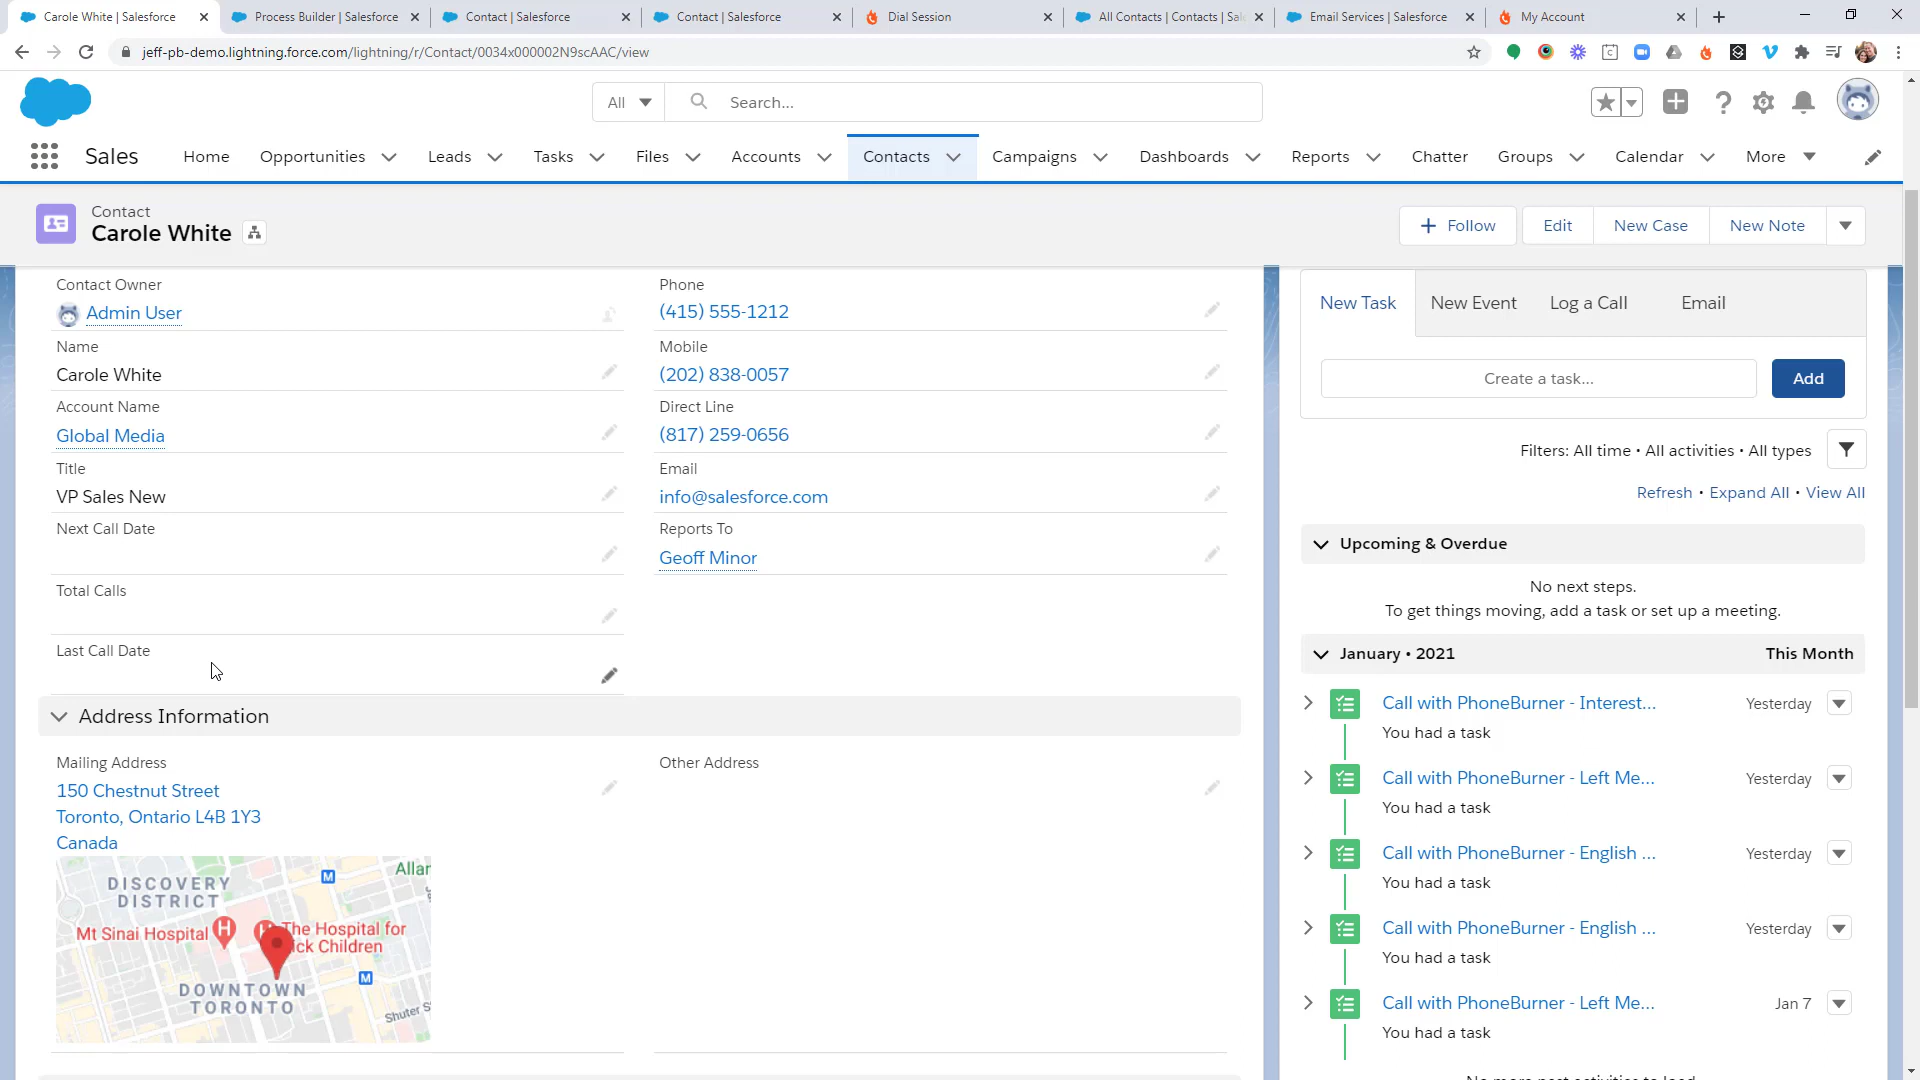 Carole White | Salesforce
Process Builder | Salesforce
Contact | Salesforce
Contact | Salesforce
Dial Session
All Contacts | Contacts | Sal
Email Services | Salesforce
My Account
jeff-pb-demo.lightning.force.com/lightning/r/Contact/0034x000002N9scAAC/view
All
Search...
Sales
Home
Opportunities
Leads
Tasks
Files
Accounts
Contacts
Campaigns
Dashboards
Reports
Chatter
Groups
Calendar
More
Contact
Carole White
Follow
Edit
New Case
New Note
Contact Owner
Admin User
Name
Carole White
Account Name
Global Media
Title
VP Sales New
Next Call Date
Total Calls
Last Call Date
Phone
(415) 555-1212
Mobile
(202) 838-0057
Direct Line
(817) 259-0656
Email
info@salesforce.com
Reports To
Geoff Minor
Address Information
Mailing Address
150 Chestnut Street
Toronto, Ontario L4B 1Y3
Canada
Other Address
DISCOVERY
DISTRICT
Allar
M
Mt Sinai Hospital
H
The Hospital for
ick Children
M
DOWNTOWN
TORONTO
Shuter S
New Task
New Event
Log a Call
Email
Create a task...
Add
Filters: All time • All activities • All types
Refresh • Expand All • View All
Upcoming & Overdue
No next steps.
To get things moving, add a task or set up a meeting.
January • 2021
This Month
Call with PhoneBurner - Interest...
Yesterday
You had a task
Call with PhoneBurner - Left Me...
Yesterday
You had a task
Call with PhoneBurner - English ...
Yesterday
You had a task
Call with PhoneBurner - English ...
Yesterday
You had a task
Call with PhoneBurner - Left Me...
Jan 7
You had a task